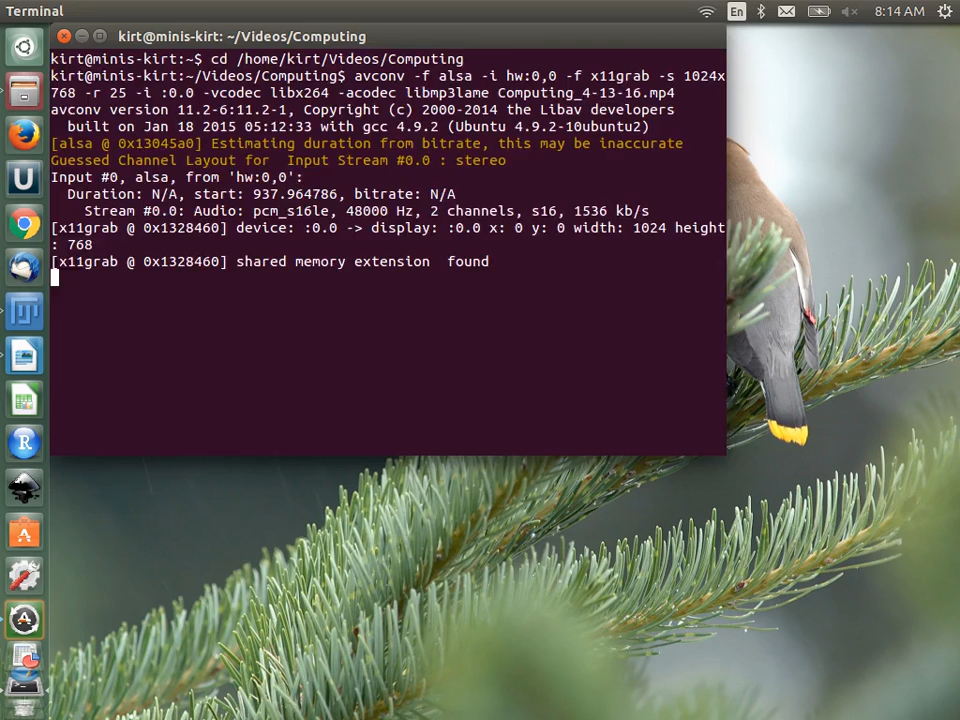 Terminal
En
8:14 AM
kirt@minis-kirt: ~/Videos/Computing
kirt@minis-kirt:~$ cd /home/kirt/Videos/Computing
kirt@minis-kirt:~/Videos/Computing$ avconv -f alsa -i hw:0,0 -f x11grab -s 1024x
768 -r 25 -i :0.0 -vcodec libx264 -acodec libmp3lame Computing_4-13-16.mp4
avconv version 11.2-6:11.2-1, Copyright (c) 2000-2014 the Libav developers
  built on Jan 18 2015 05:12:33 with gcc 4.9.2 (Ubuntu 4.9.2-10ubuntu2)
[alsa @ 0x13045a0] Estimating duration from bitrate, this may be inaccurate
Guessed Channel Layout for  Input Stream #0.0 : stereo
Input #0, alsa, from 'hw:0,0':
  Duration: N/A, start: 937.964786, bitrate: N/A
    Stream #0.0: Audio: pcm_s16le, 48000 Hz, 2 channels, s16, 1536 kb/s
[x11grab @ 0x1328460] device: :0.0 -> display: :0.0 x: 0 y: 0 width: 1024 height
: 768
[x11grab @ 0x1328460] shared memory extension  found
U
R
A
A